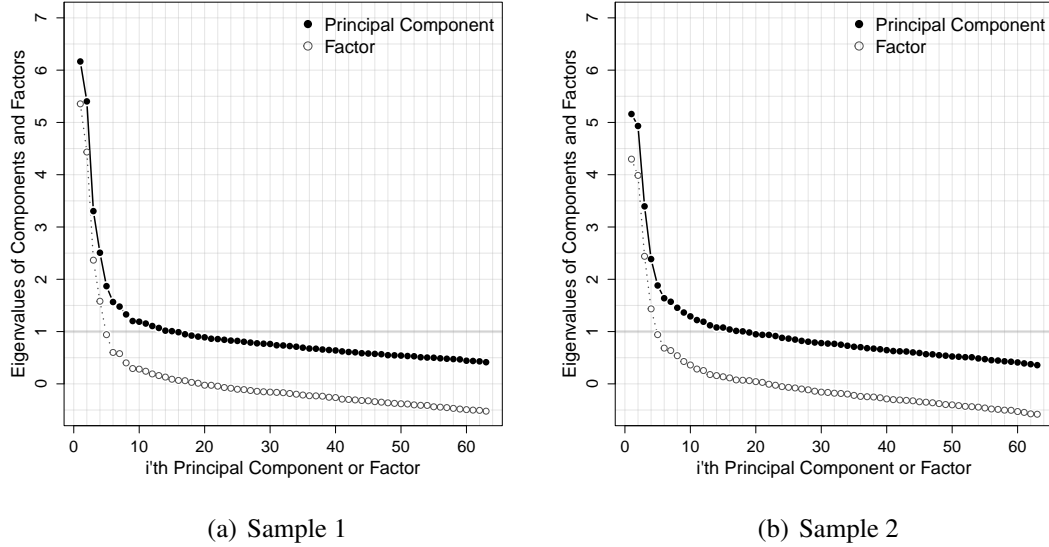 Principal Component
Factor
Eigenvalues of Components and Factors
7
6
5
4
3
2
1
0
0 10 20 30 40 50 60
i'th Principal Component or Factor
(a) Sample 1
Principal Component
Factor
Eigenvalues of Components and Factors
7
6
5
4
3
2
1
0
0 10 20 30 40 50 60
i'th Principal Component or Factor
(b) Sample 2